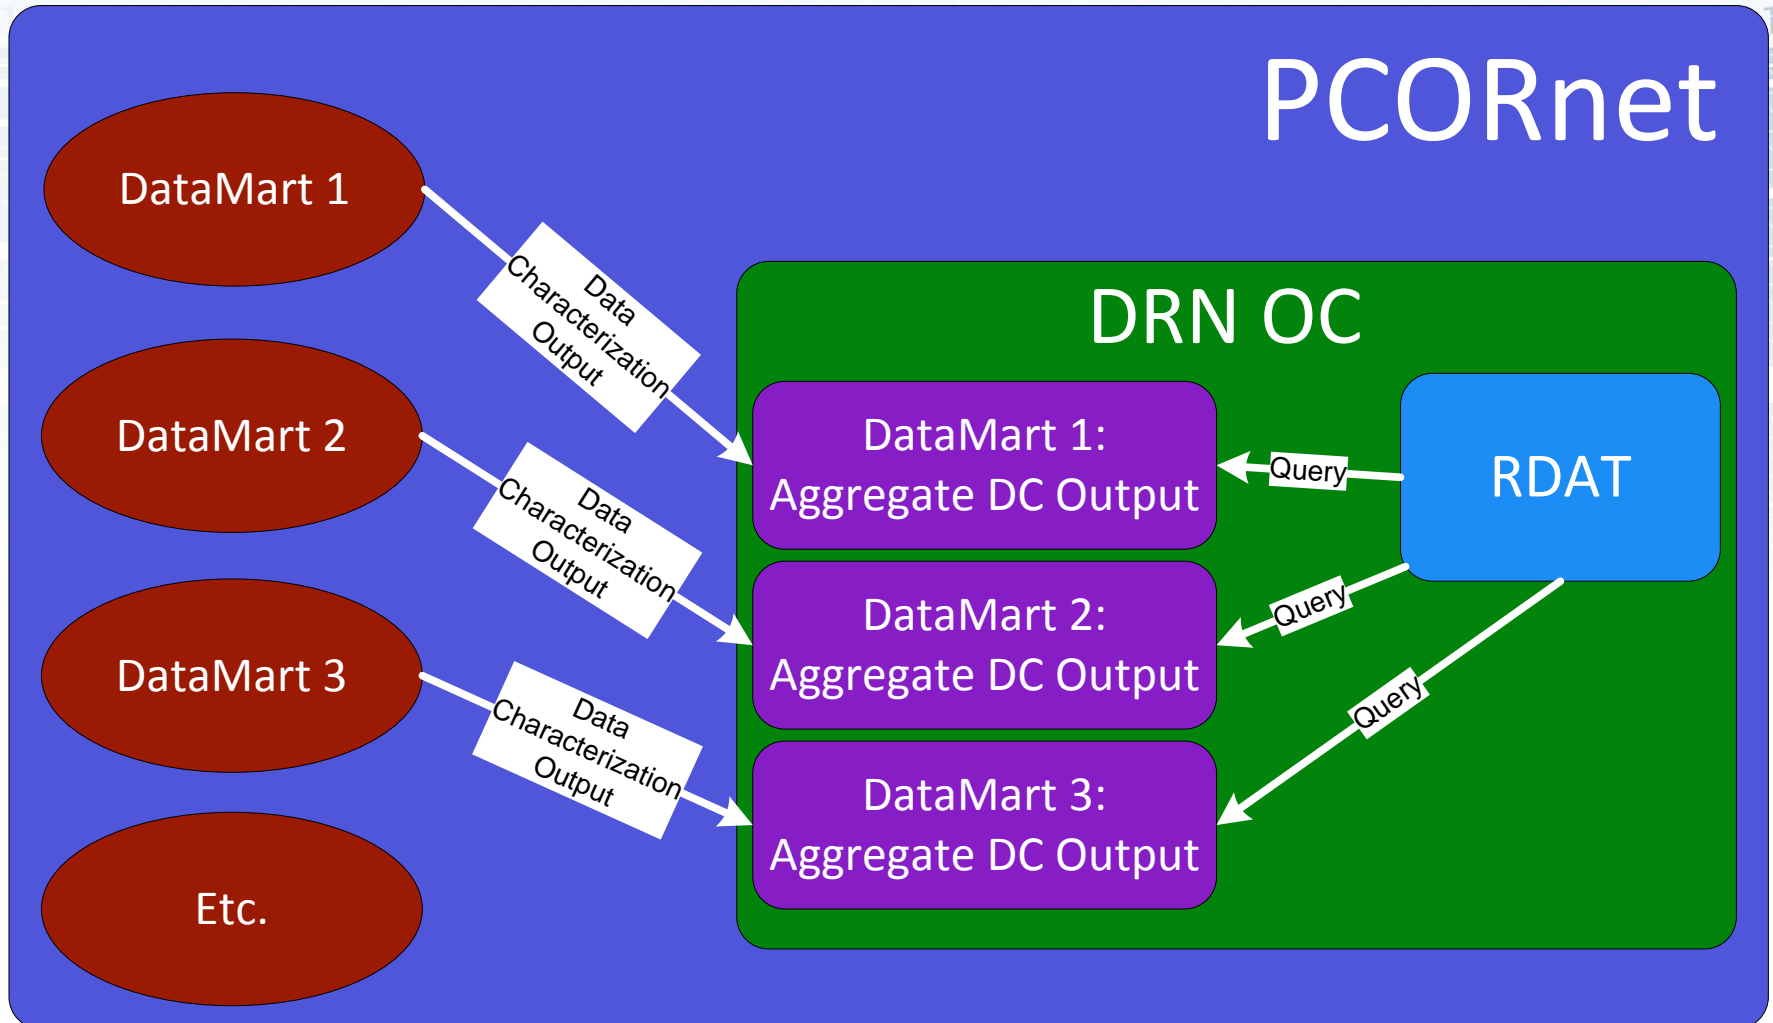 PCORnet
DataMart 1
Data
Characterization
Output
DRN OC
DataMart 2
Data
Characterization
Output
DataMart 1:
Aggregate DC Output
Query
RDAT
DataMart 3
Data
Characterization
Output
DataMart 2:
Aggregate DC Output
Query
DataMart 3:
Aggregate DC Output
Query
Etc.